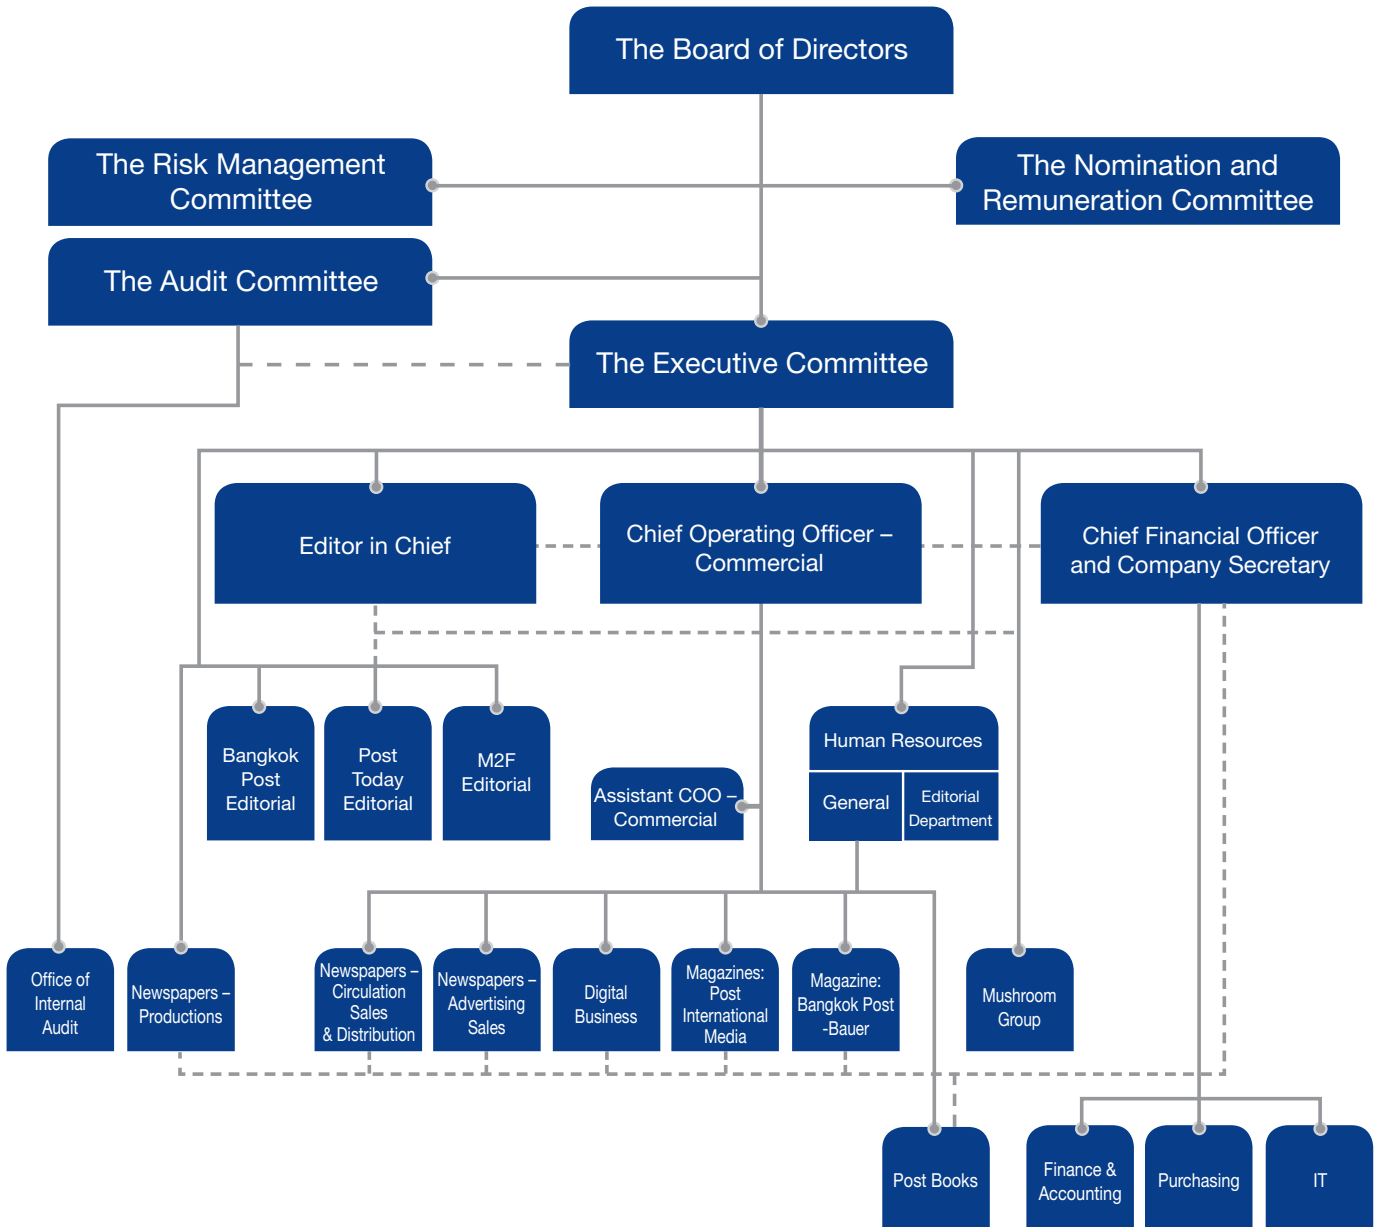 The Board of Directors
The Risk Management
Committee
The Nomination and
Remuneration Committee
The Audit Committee
The Executive Committee
Editor in Chief
Chief Operating Officer –
Commercial
Chief Financial Officer
and Company Secretary
Bangkok
Post
Editorial
Post
Today
Editorial
M2F
Editorial
Assistant COO –
Commercial
Human Resources
General
Editorial
Department
Office of
Internal
Audit
Newspapers –
Productions
Newspapers –
Circulation
Sales
& Distribution
Newspapers –
Advertising
Sales
Digital
Business
Magazines:
Post
International
Media
Magazine:
Bangkok Post
-Bauer
Mushroom
Group
Post Books
Finance &
Accounting
Purchasing
IT